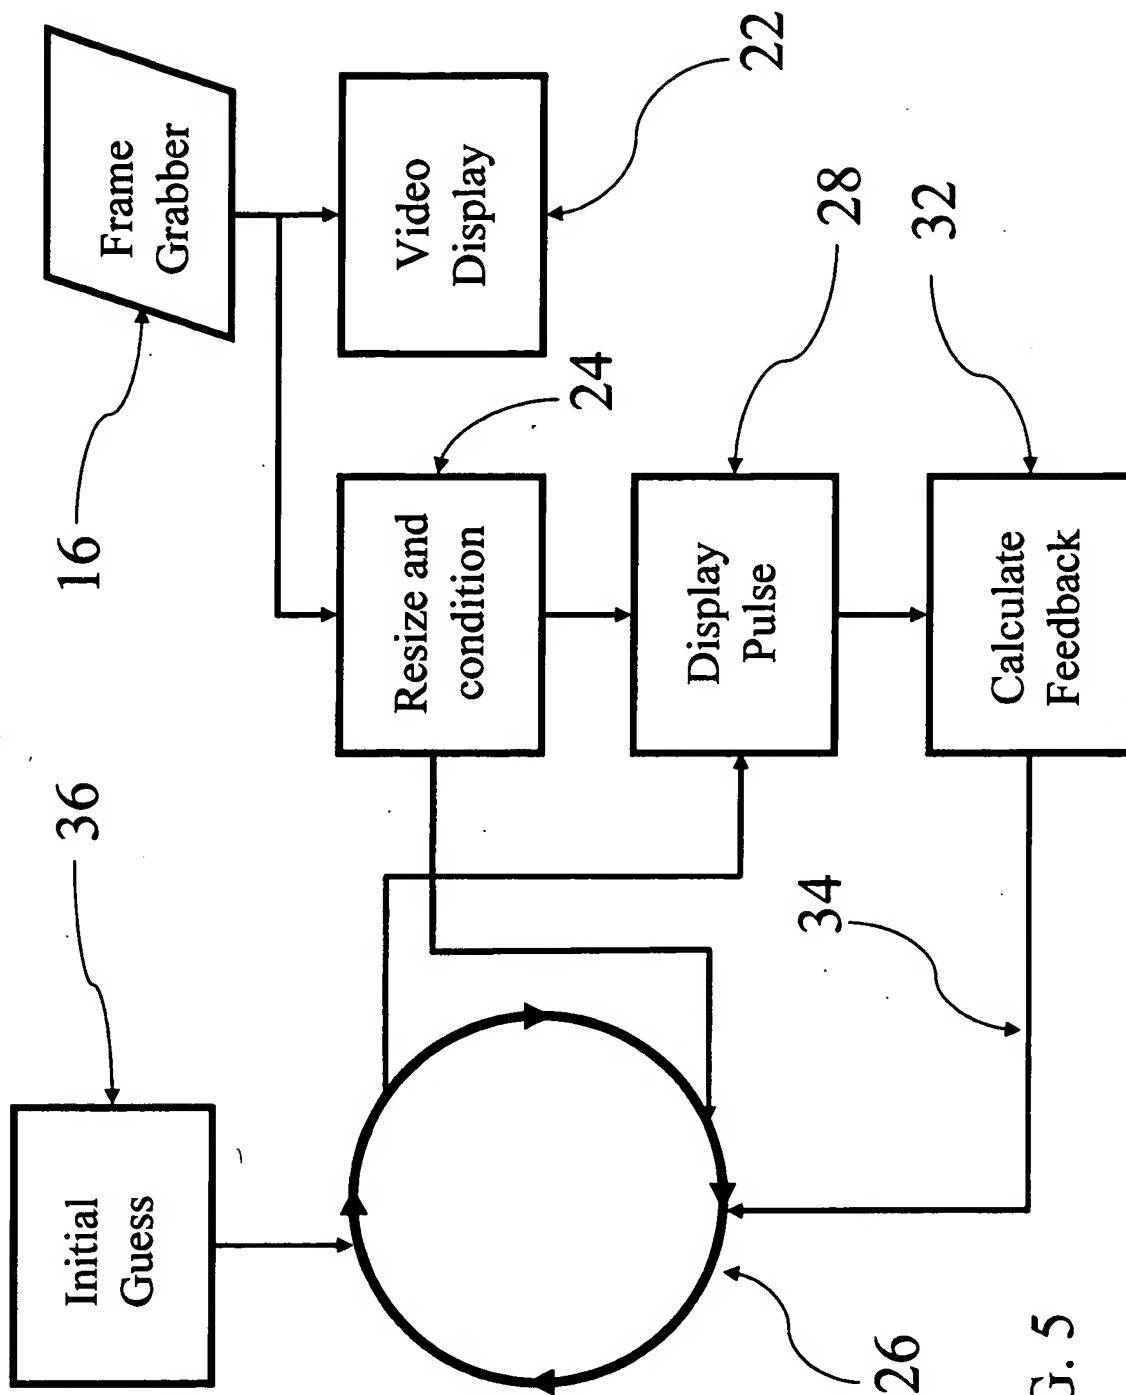 36
Initial
Guess
16
Frame
Grabber
Video
Display
22
24
Resize and
condition
Display
Pulse
28
34
Calculate
Feedback
32
26
G. 5